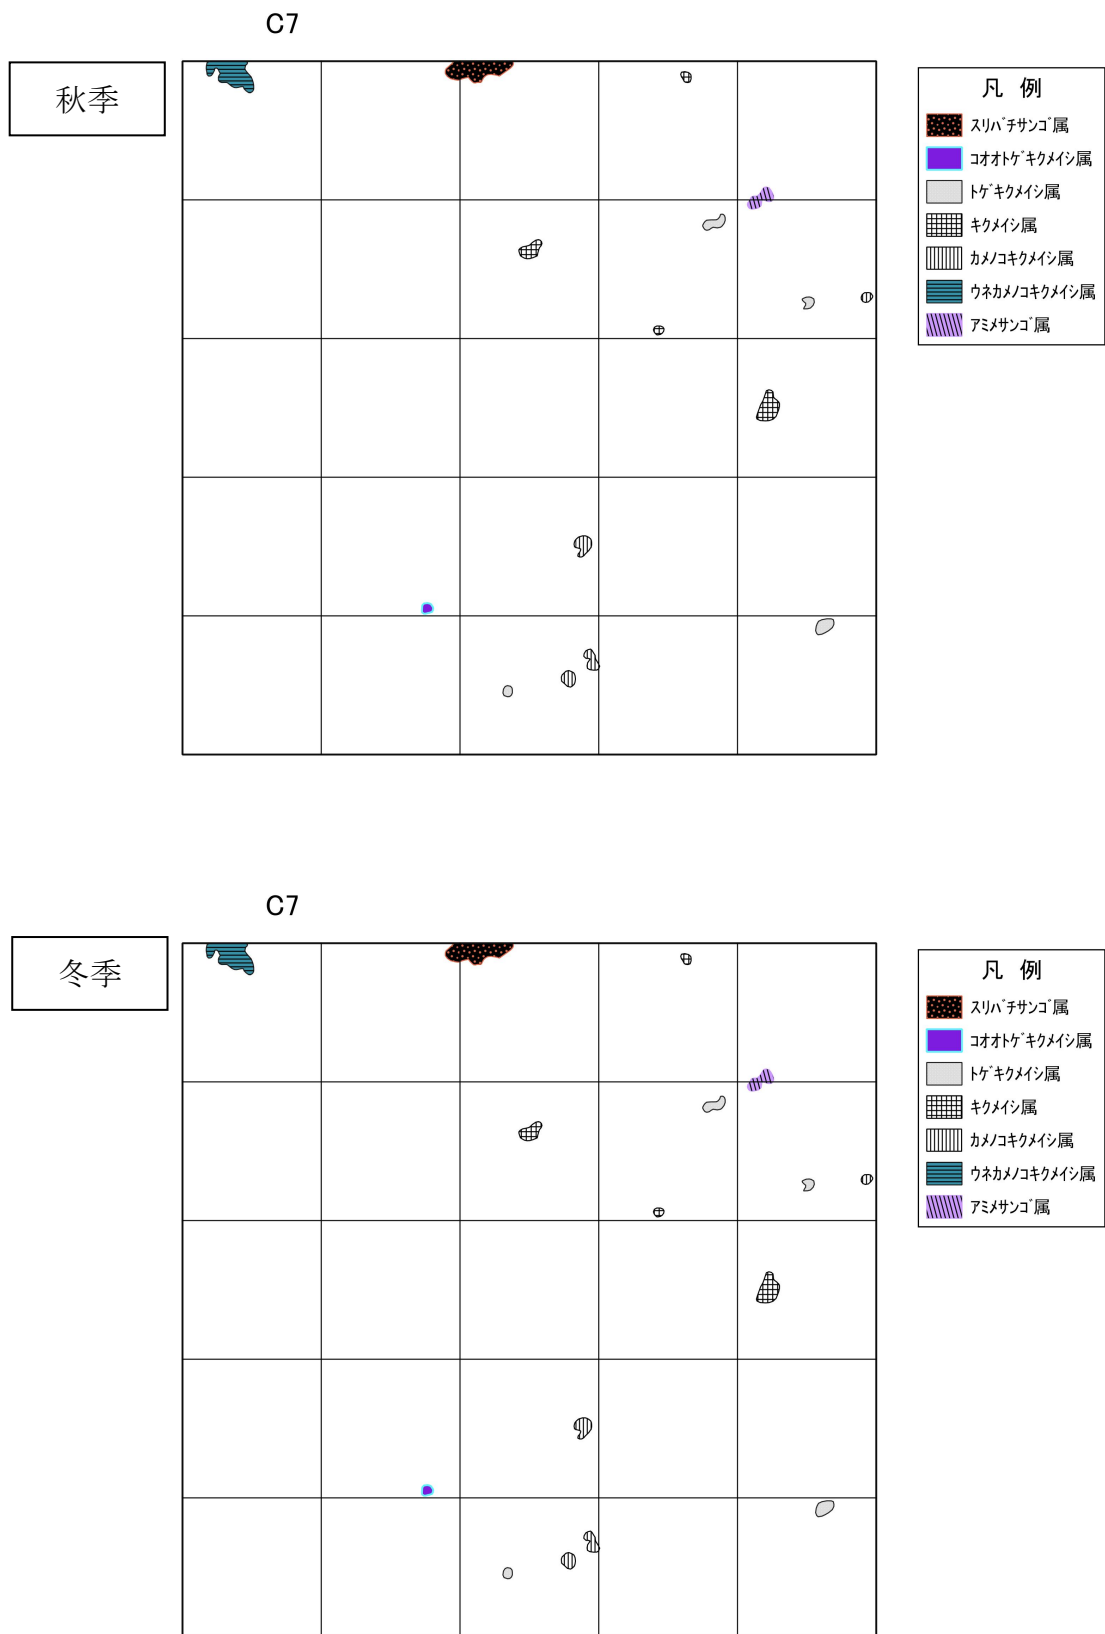 C7
秋季
凡 例
ｽﾘﾊﾞﾁｻﾝｺﾞ属
ｺｵｵﾄｹﾞｷｸﾒｲｼ属
ﾄｹﾞｷｸﾒｲｼ属
ｷｸﾒｲｼ属
ｶﾒﾉｺｷｸﾒｲｼ属
ｳﾈｶﾒﾉｺｷｸﾒｲｼ属
ｱﾐﾒｻﾝｺﾞ属
C7
冬季
凡 例
ｽﾘﾊﾞﾁｻﾝｺﾞ属
ｺｵｵﾄｹﾞｷｸﾒｲｼ属
ﾄｹﾞｷｸﾒｲｼ属
ｷｸﾒｲｼ属
ｶﾒﾉｺｷｸﾒｲｼ属
ｳﾈｶﾒﾉｺｷｸﾒｲｼ属
ｱﾐﾒｻﾝｺﾞ属